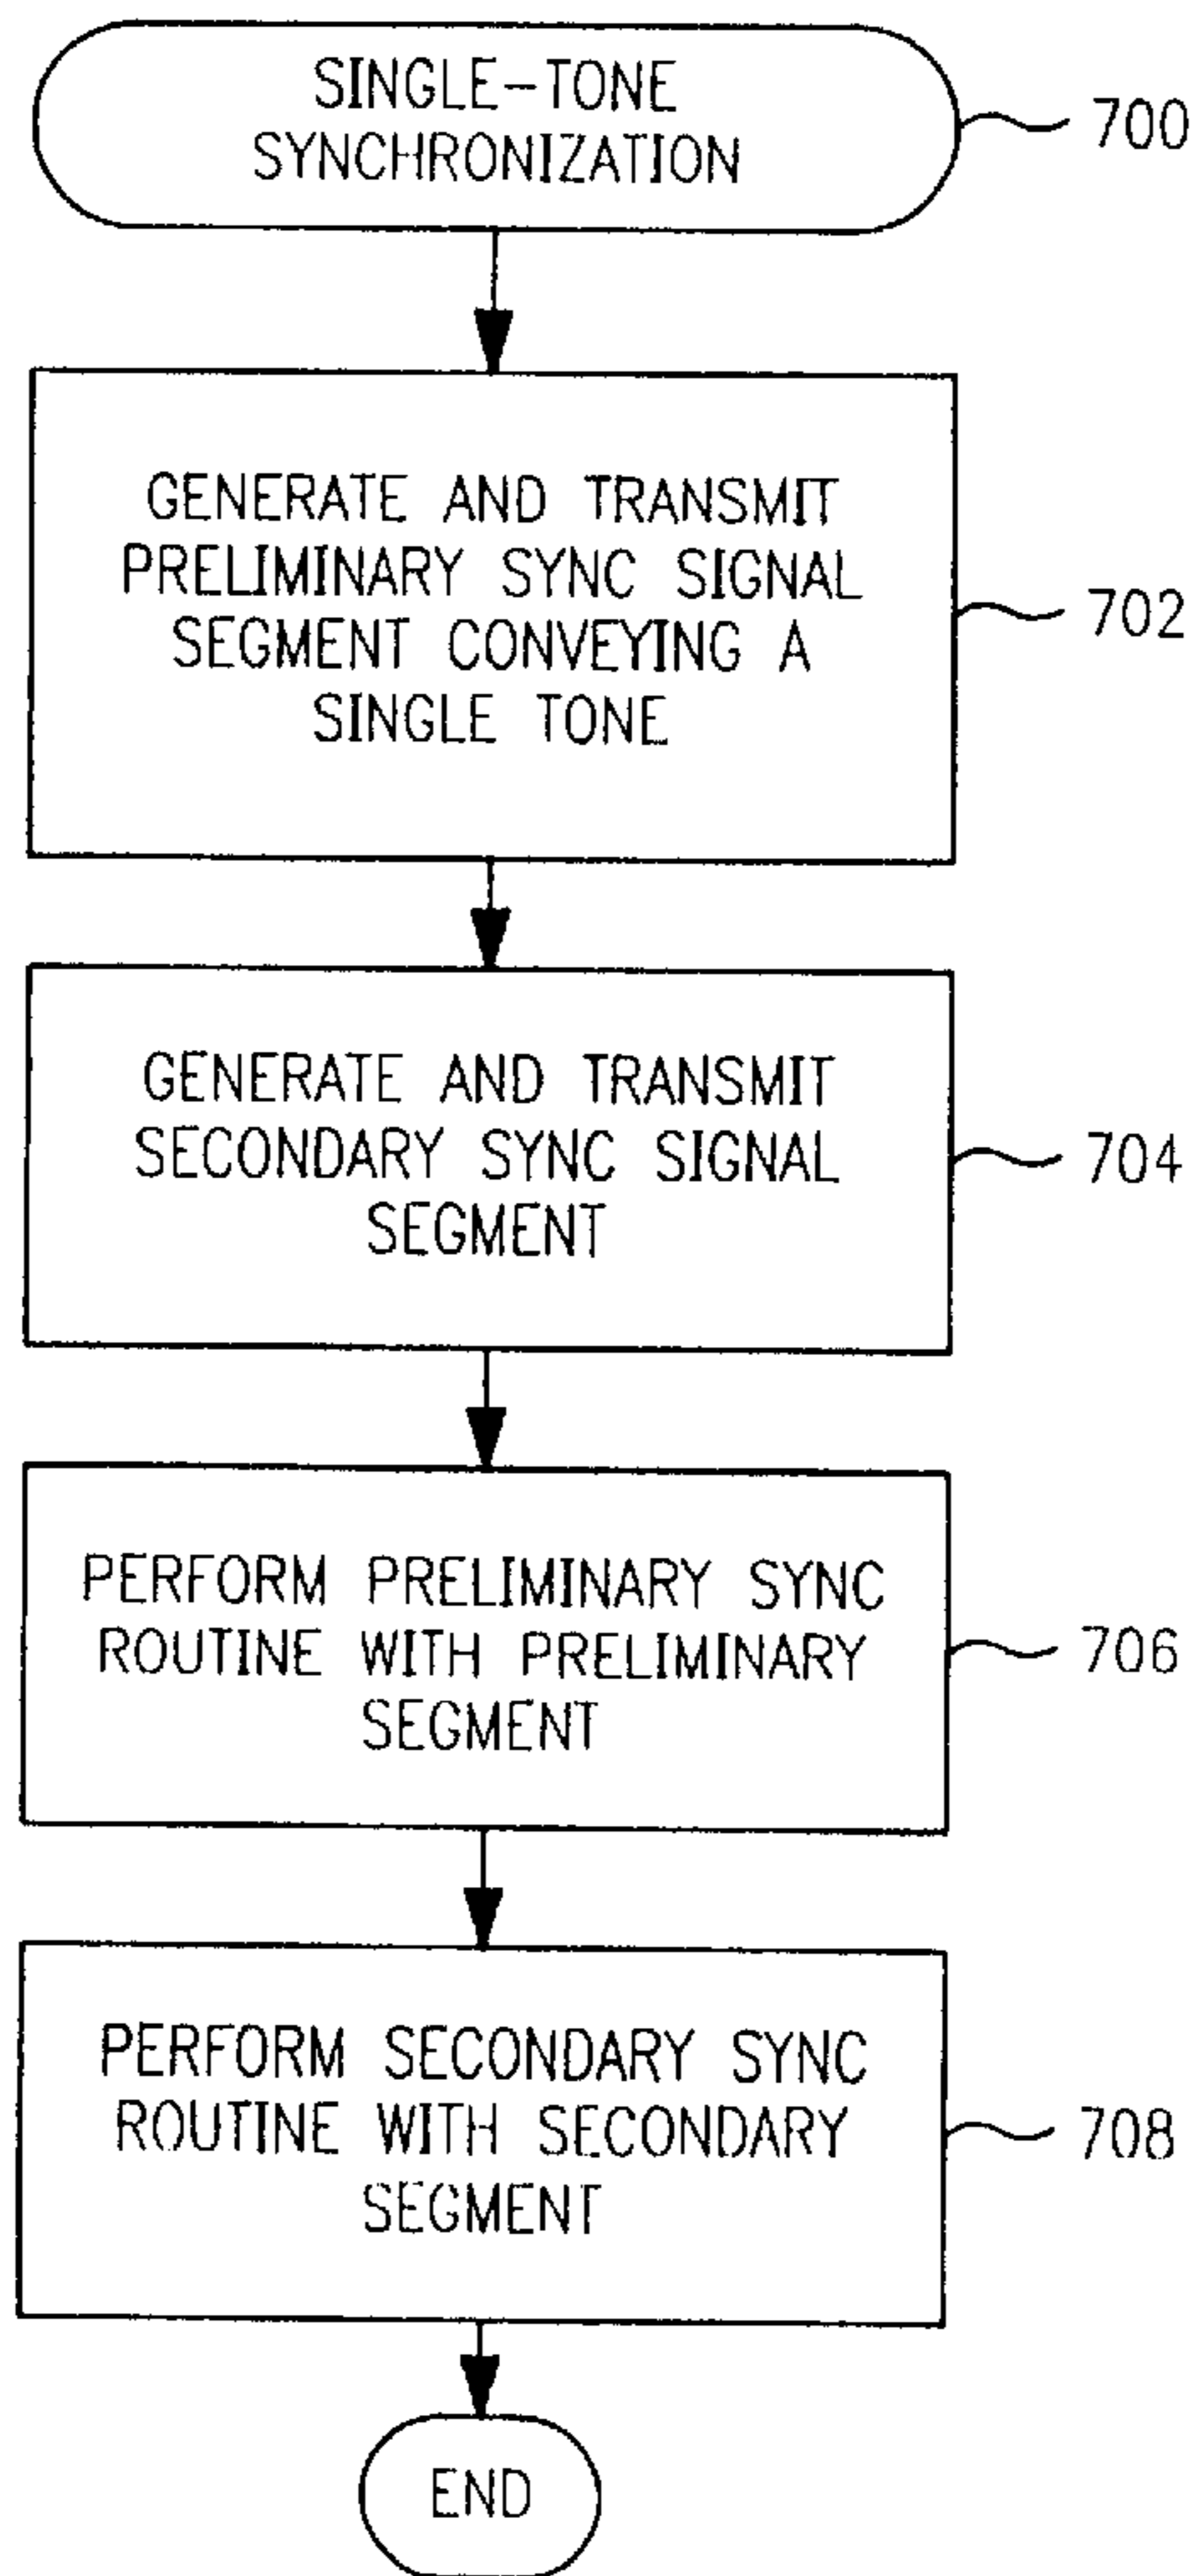 SINGLE-TONE
SYNCHRONIZATION
700
GENERATE AND TRANSMIT
PRELIMINARY SYNC SIGNAL
SEGMENT CONVEYING A
SINGLE TONE
702
GENERATE AND TRANSMIT
SECONDARY SYNC SIGNAL
SEGMENT
704
PERFORM PRELIMINARY SYNC
ROUTINE WITH PRELIMINARY
SEGMENT
706
PERFORM SECONDARY SYNC
ROUTINE WITH SECONDARY
SEGMENT
708
END